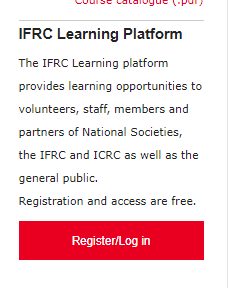 Course catalogue (.pdf)
IFRC Learning Platform
The IFRC Learning platform
provides learning opportunities to
volunteers, staff, members and
partners of National Societies,
the IFRC and ICRC as well as the
general public.
Registration and access are free.
Register/Log in